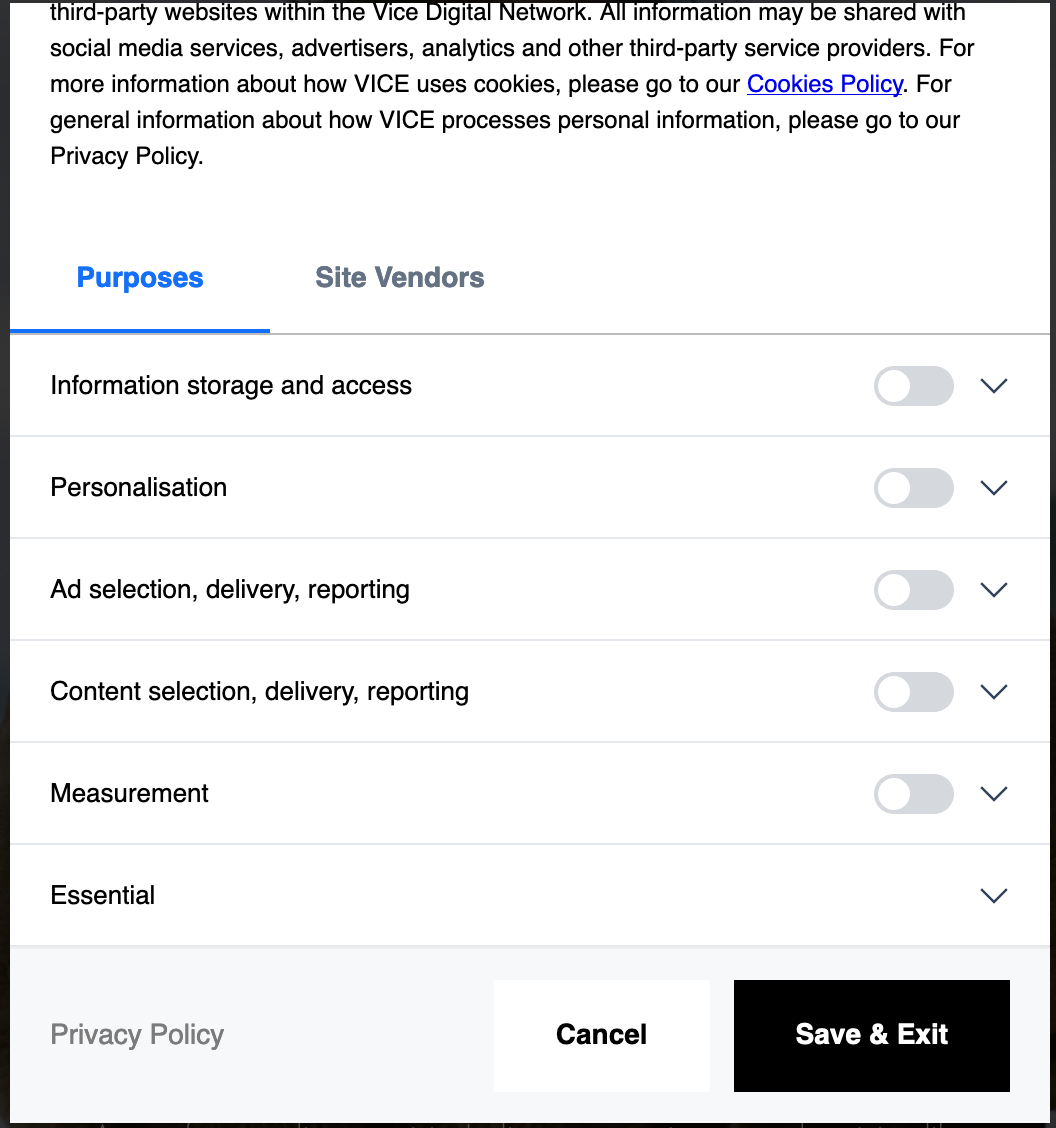 third-party websites within the Vice Digital Network. All information may be shared with
social media services, advertisers, analytics and other third-party service providers. For
more information about how VICE uses cookies, please go to our Cookies Policy. For
general information about how VICE processes personal information, please go to our
Privacy Policy.
Purposes
Site Vendors
Information storage and access
Personalisation
Ad selection, delivery, reporting
Content selection, delivery, reporting
Measurement
Essential
Privacy Policy
Cancel
Save & Exit